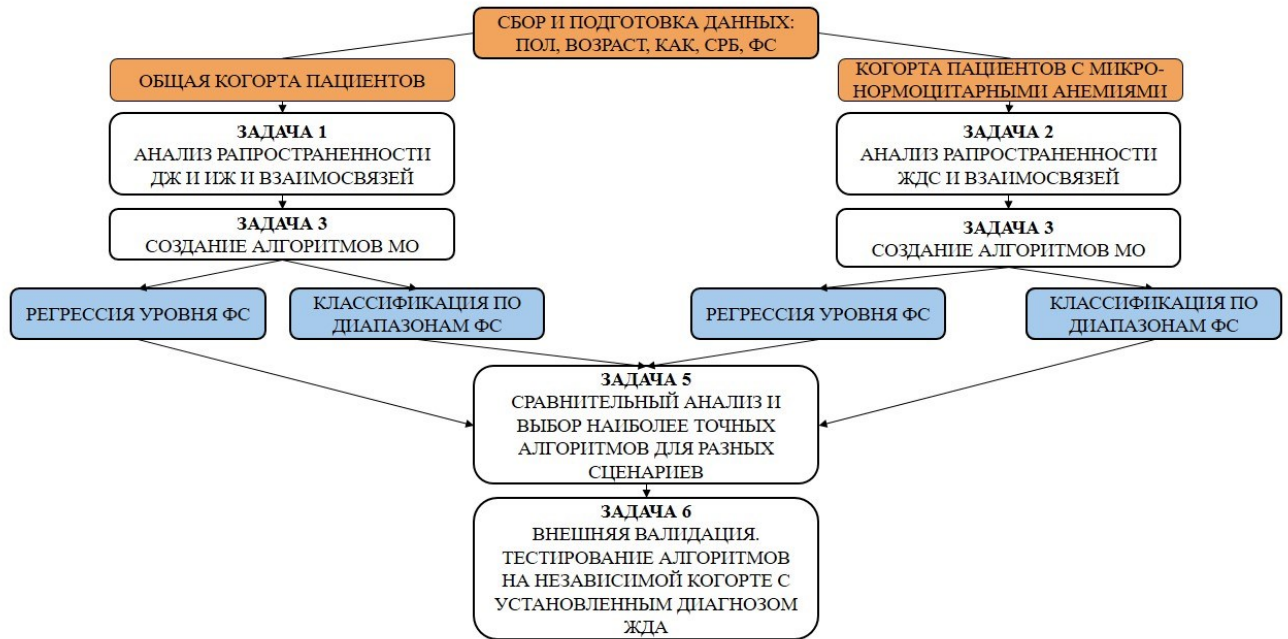 СБОР И ПОДГОТОВКА ДАННЫХ:
ПОЛ, ВОЗРАСТ, КАК, СРБ, ФС
ОБЩАЯ КОГОРТА ПАЦИЕНТОВ
КОГОРТА ПАЦИЕНТОВ С МИКРО-
НОРМОЦИТАРНЫМИ АНЕМИЯМИ
ЗАДАЧА 1
АНАЛИЗ РАПРОСТРАНЕННОСТИ
ДЖ И ИЖ И ВЗАИМОСВЯЗЕЙ
ЗАДАЧА 2
АНАЛИЗ РАПРОСТРАНЕННОСТИ
ЖДС И ВЗАИМОСВЯЗЕЙ
ЗАДАЧА 3
СОЗДАНИЕ АЛГОРИТМОВ МО
ЗАДАЧА 3
СОЗДАНИЕ АЛГОРИТМОВ МО
РЕГРЕССИЯ УРОВНЯ ФС
КЛАССИФИКАЦИЯ ПО
ДИАПАЗОНАМ ФС
РЕГРЕССИЯ УРОВНЯ ФС
КЛАССИФИКАЦИЯ ПО
ДИАПАЗОНАМ ФС
ЗАДАЧА 5
СРАВНИТЕЛЬНЫЙ АНАЛИЗ И
ВЫБОР НАИБОЛЕЕ ТОЧНЫХ
АЛГОРИТМОВ ДЛЯ РАЗНЫХ
СЦЕНАРИЕВ
ЗАДАЧА 6
ВНЕШНЯЯ ВАЛИДАЦИЯ.
ТЕСТИРОВАНИЕ АЛГОРИТМОВ
НА НЕЗАВИСИМОЙ КОГОРТЕ С
УСТАНОВЛЕННЫМ ДИАГНОЗОМ
ЖДА